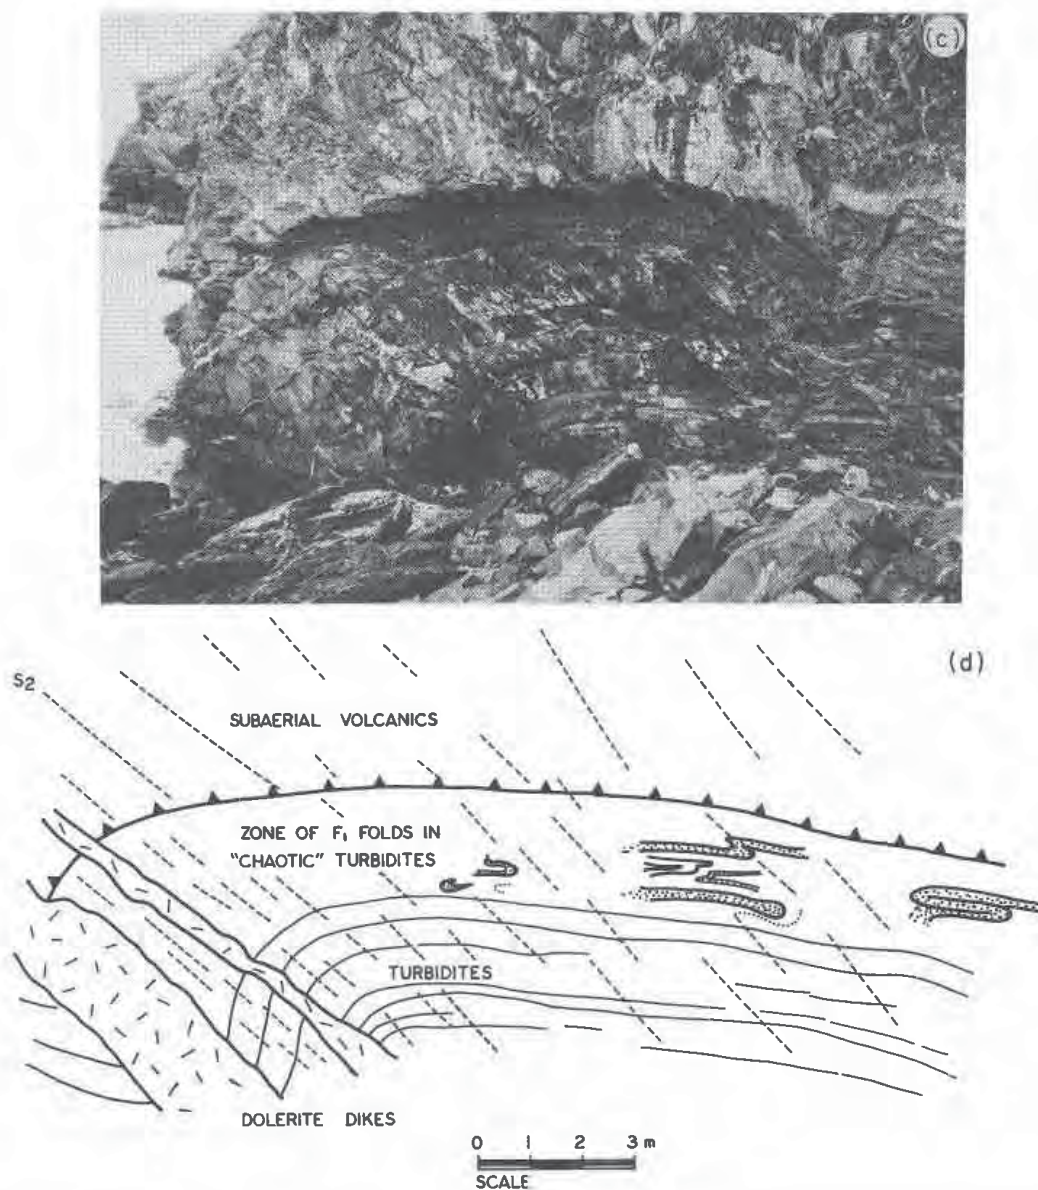 (c)
(d)
S2
SUBAERIAL VOLCANICS
ZONE OF F₁ FOLDS IN
"CHAOTIC" TURBIDITES
TURBIDITES
DOLERITE DIKES
0 1 2 3 m
SCALE